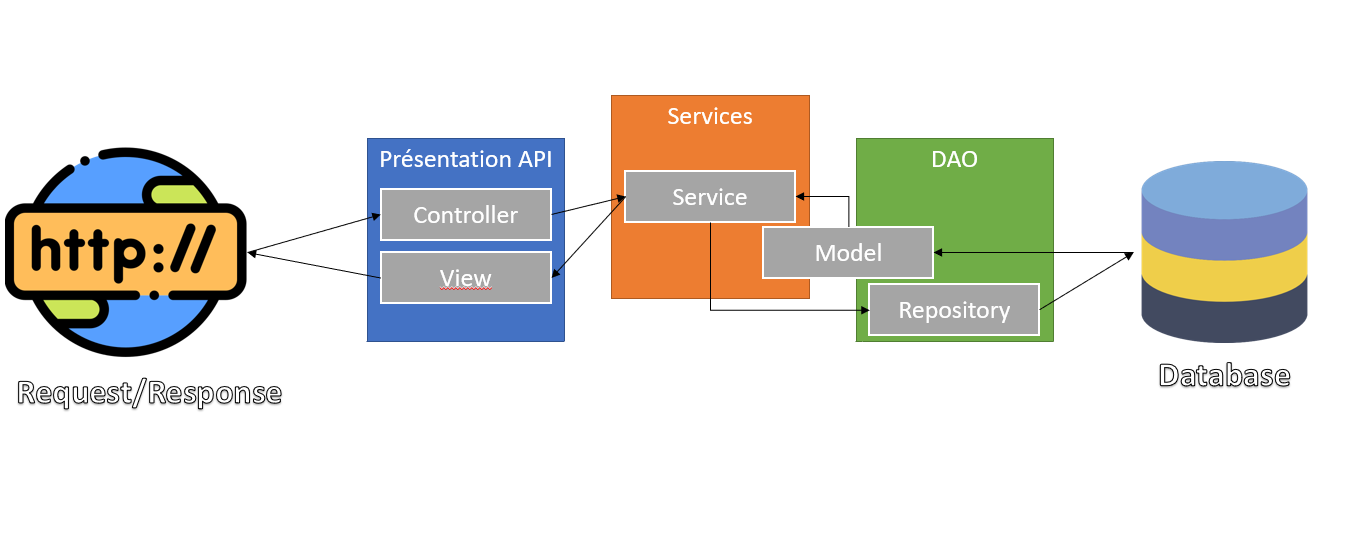 http://
Request/Response
Présentation API
Controller
View
Services
Service
Model
DAO
Repository
Database